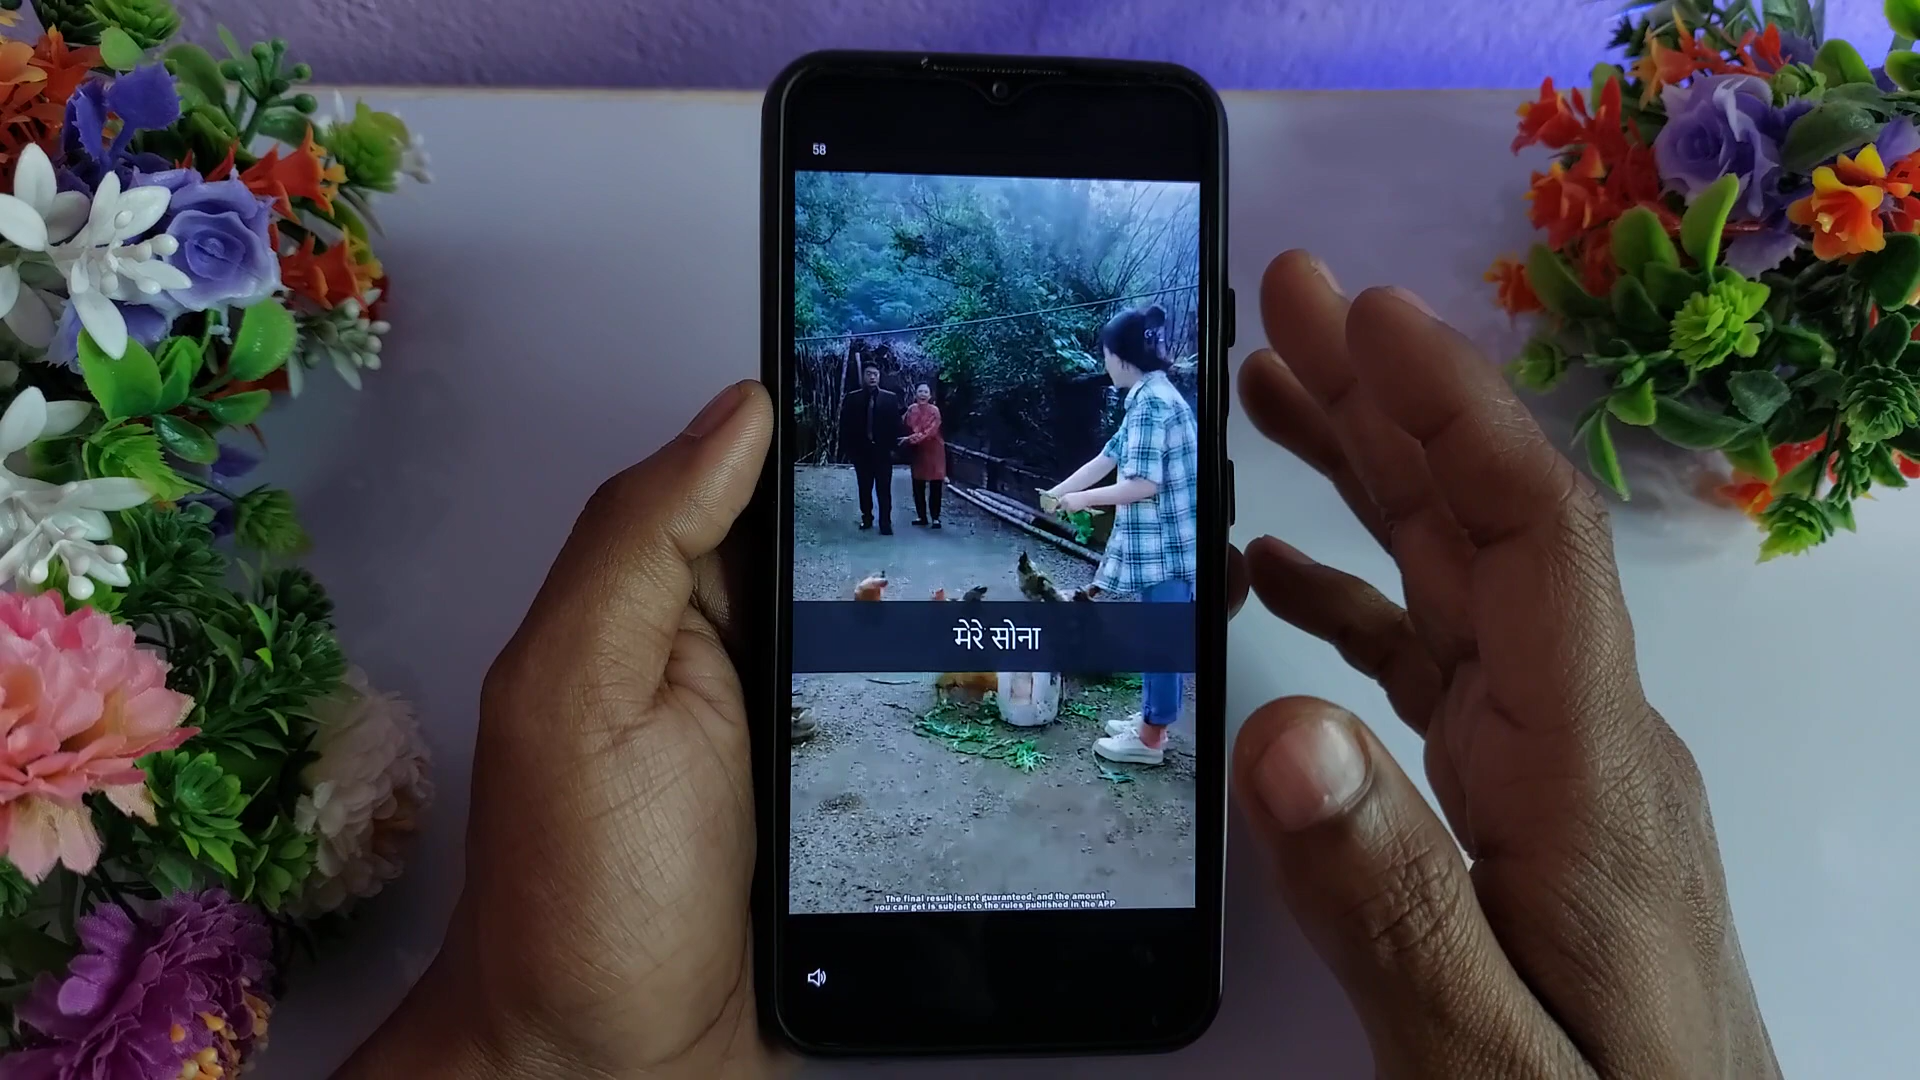 58
मेरे सोना
The final result is not guaranteed, and the amount
you can get is subject to the rules published in the APP